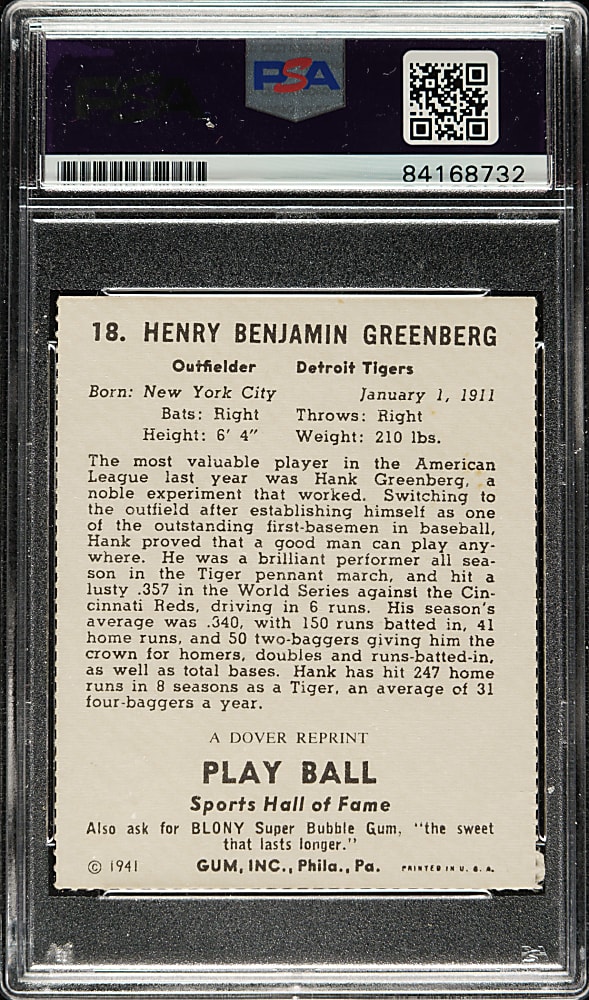 PSA
PSA
84168732
18. HENRY BENJAMIN GREENBERG
Outfielder Detroit Tigers
Born: New York City January 1, 1911
Bats: Right Throws: Right
Height: 6' 4" Weight: 210 lbs.
The most valuable player in the American
League last year was Hank Greenberg, a
noble experiment that worked. Switching to
the outfield after establishing himself as one
of the outstanding first-basemen in baseball,
Hank proved that a good man can play any-
where. He was a brilliant performer all sea-
son in the Tiger pennant march, and hit a
lusty .357 in the World Series against the Cin-
cinnati Reds, driving in 6 runs. His season's
average was .340, with 150 runs batted in, 41
home runs, and 50 two-baggers giving him the
crown for homers, doubles and runs-batted-in,
as well as total bases. Hank has hit 247 home
runs in 8 seasons as a Tiger, an average of 31
four-baggers a year.
A DOVER REPRINT
PLAY BALL
Sports Hall of Fame
Also ask for BLONY Super Bubble Gum, "the sweet
that lasts longer."
© 1941 GUM, INC., Phila., Pa. PRINTED IN U. S. A.